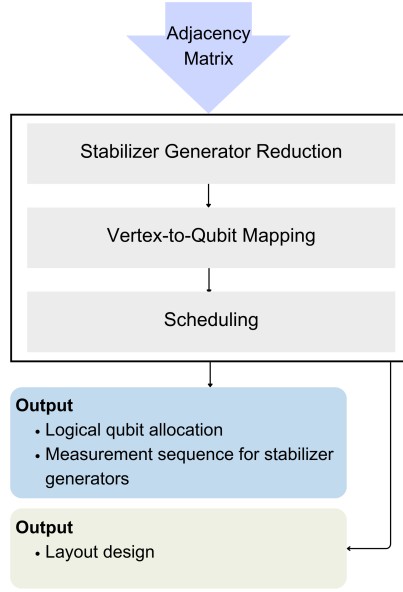 Adjacency
Matrix
Stabilizer Generator Reduction
Vertex-to-Qubit Mapping
Scheduling
Output
• Logical qubit allocation
• Measurement sequence for stabilizer
generators
Output
• Layout design